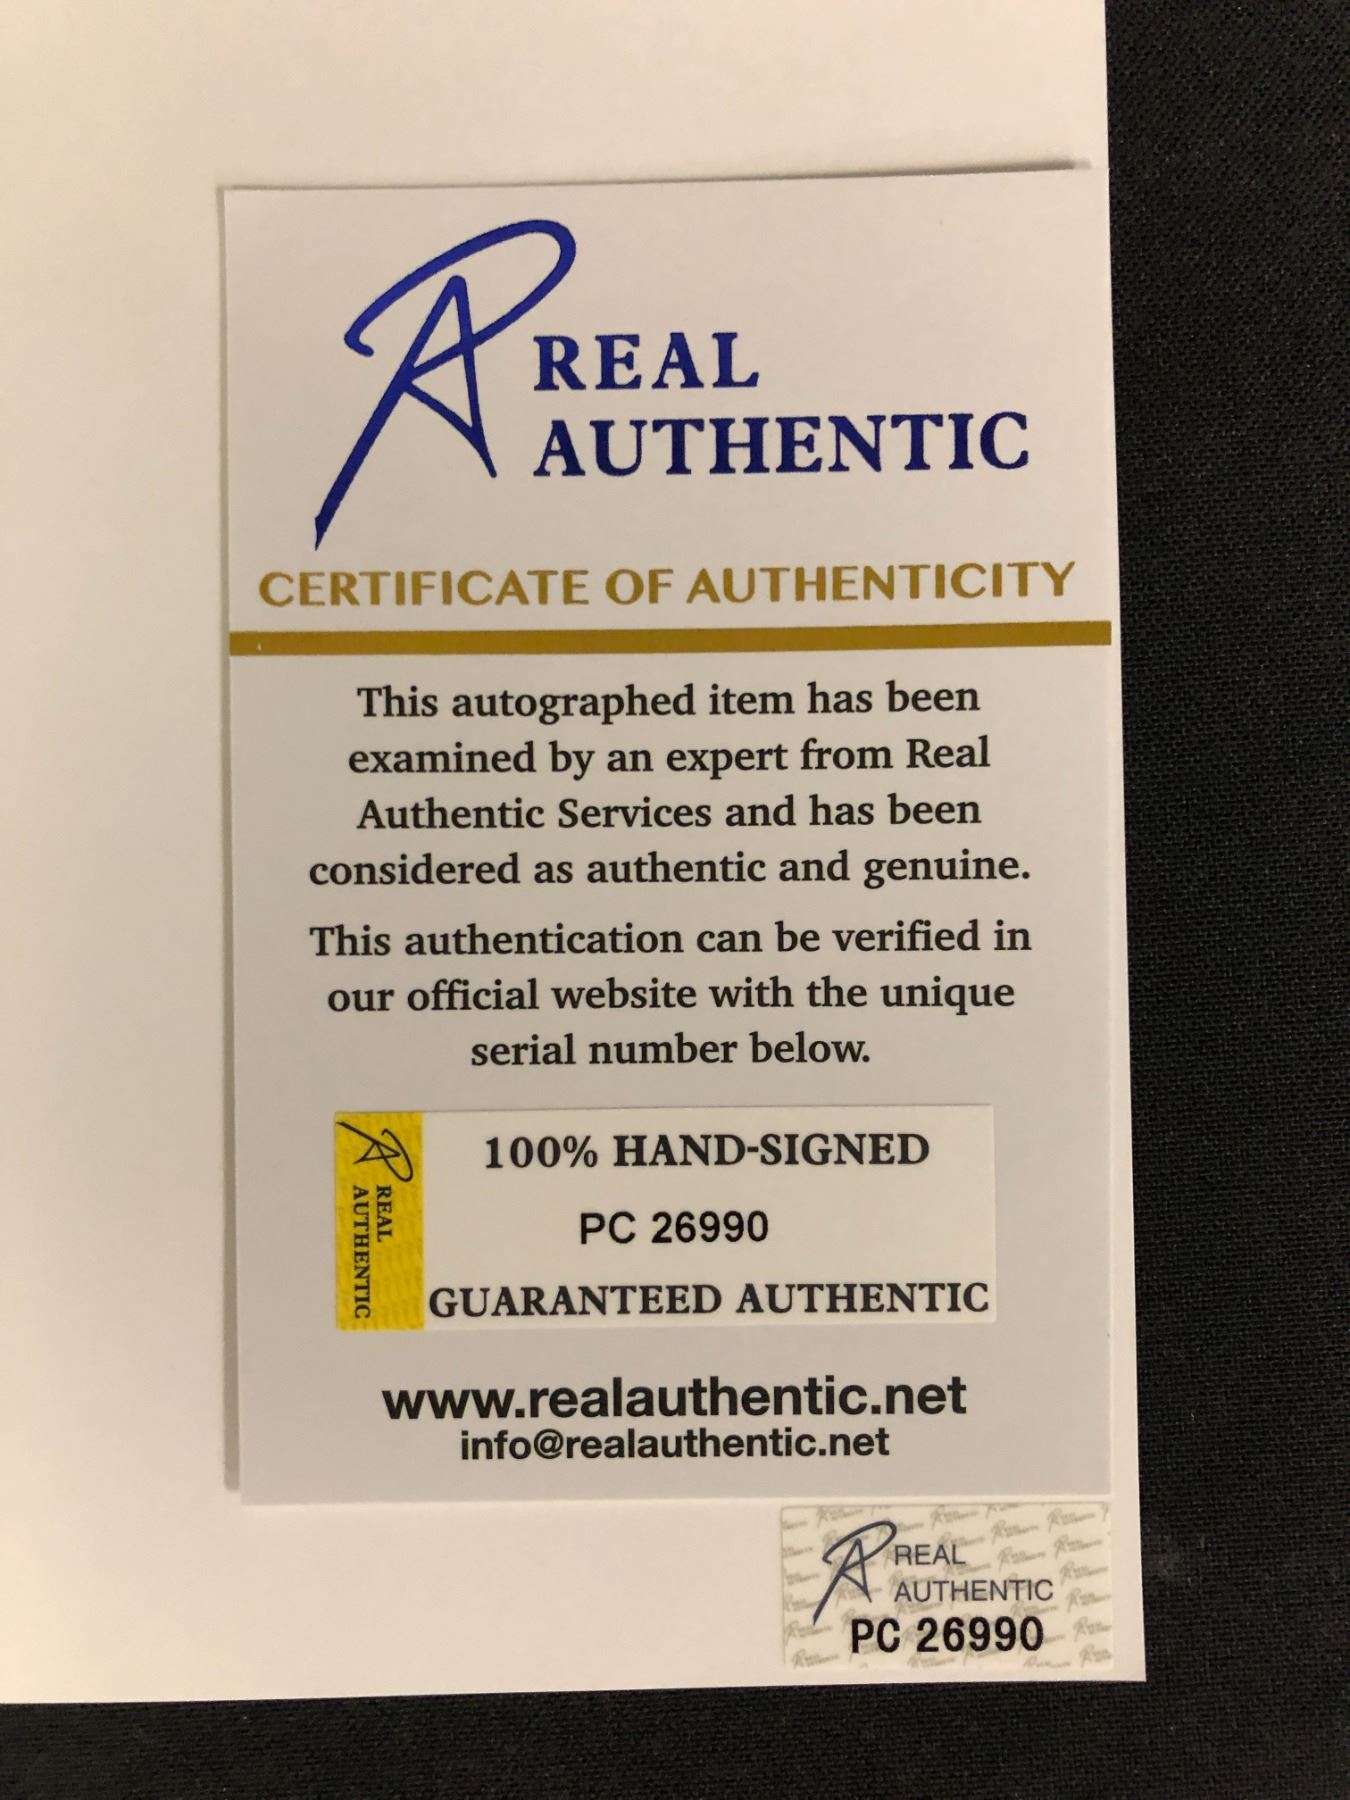 REAL
AUTHENTIC
CERTIFICATE OF AUTHENTICITY
This autographed item has been
examined by an expert from Real
Authentic Services and has been
considered as authentic and genuine.
This authentication can be verified in
our official website with the unique
serial number below.
REAL
AUTHENTIC
100% HAND-SIGNED
PC 26990
GUARANTEED AUTHENTIC
www.realauthentic.net
info@realauthentic.net
REAL
AUTHENTIC
PC 26990